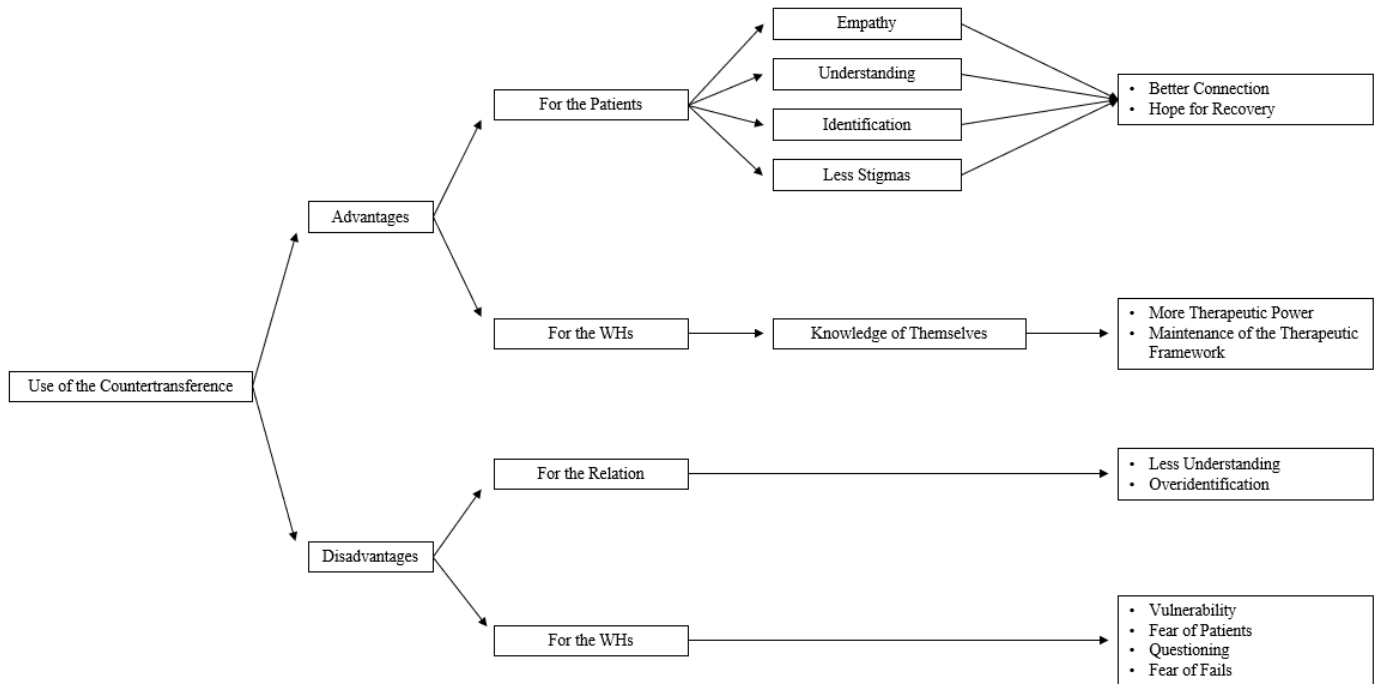 Empathy
Understanding
For the Patients
• Better Connection
• Hope for Recovery
Identification
Less Stigmas
Advantages
For the WHs
Knowledge of Themselves
• More Therapeutic Power
• Maintenance of the Therapeutic
Framework
Use of the Countertransference
For the Relation
• Less Understanding
• Overidentification
Disadvantages
For the WHs
• Vulnerability
• Fear of Patients
• Questioning
• Fear of Fails